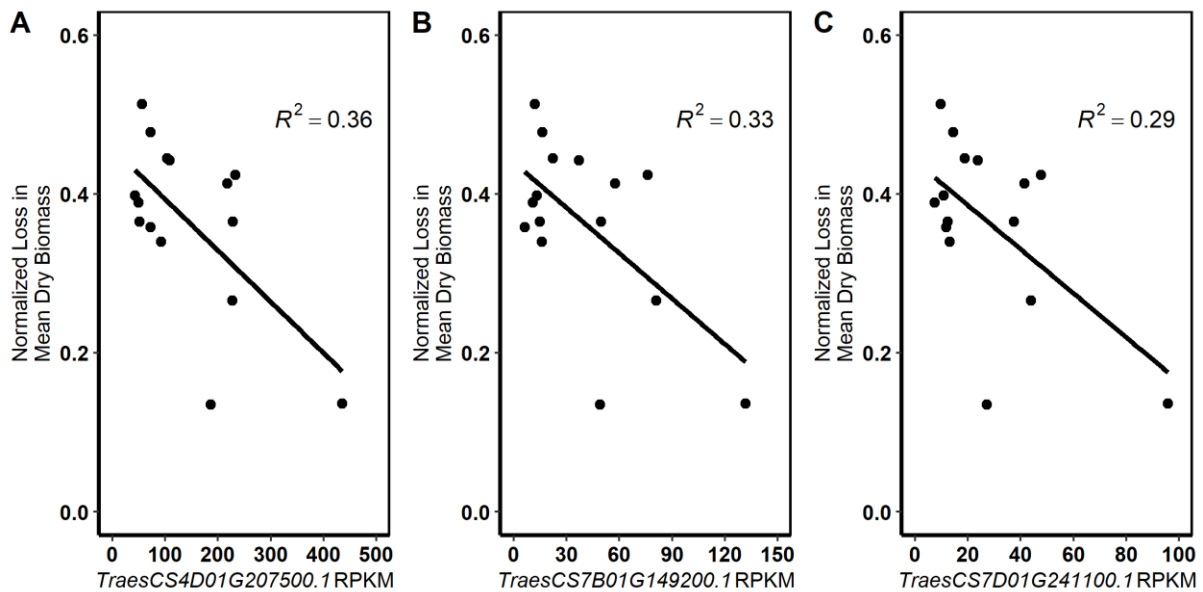 A
0.6
0.4
0.2
0.0
Normalized Loss in
Mean Dry Biomass
R² = 0.36
0 100 200 300 400 500
TraesCS4D01G207500.1 RPKM
B
0.6
0.4
0.2
0.0
Normalized Loss in
Mean Dry Biomass
R² = 0.33
0 30 60 90 120 150
TraesCS7B01G149200.1 RPKM
C
0.6
0.4
0.2
0.0
Normalized Loss in
Mean Dry Biomass
R² = 0.29
0 20 40 60 80 100
TraesCS7D01G241100.1 RPKM